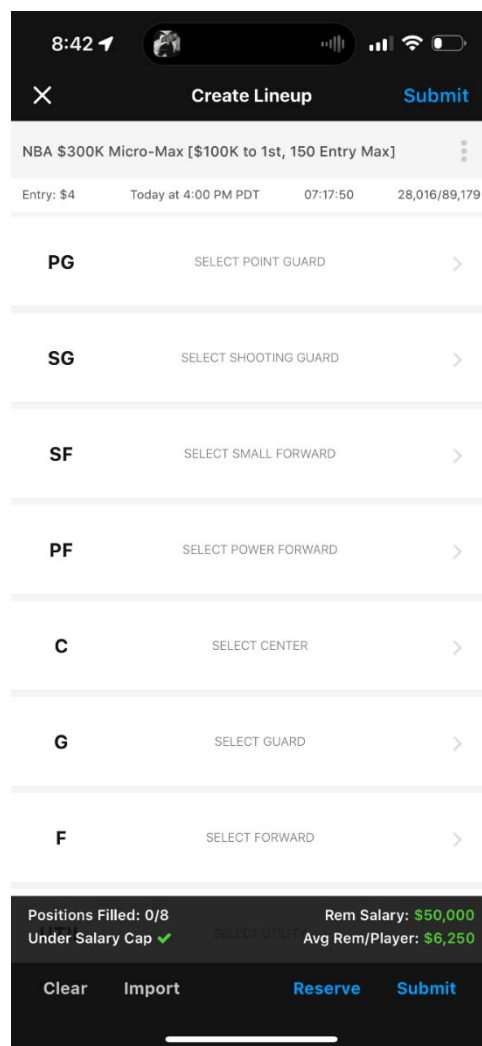 8:42
Create Lineup Submit
NBA $300K Micro-Max [$100K to 1st, 150 Entry Max]
Entry: $4 Today at 4:00 PM PDT 07:17:50 28,016/89,179
PG SELECT POINT GUARD
SG SELECT SHOOTING GUARD
SF SELECT SMALL FORWARD
PF SELECT POWER FORWARD
C SELECT CENTER
G SELECT GUARD
F SELECT FORWARD
UTIL SELECT UTILITY
Positions Filled: 0/8 Rem Salary: $50,000
Under Salary Cap Avg Rem/Player: $6,250
Clear Import Reserve Submit